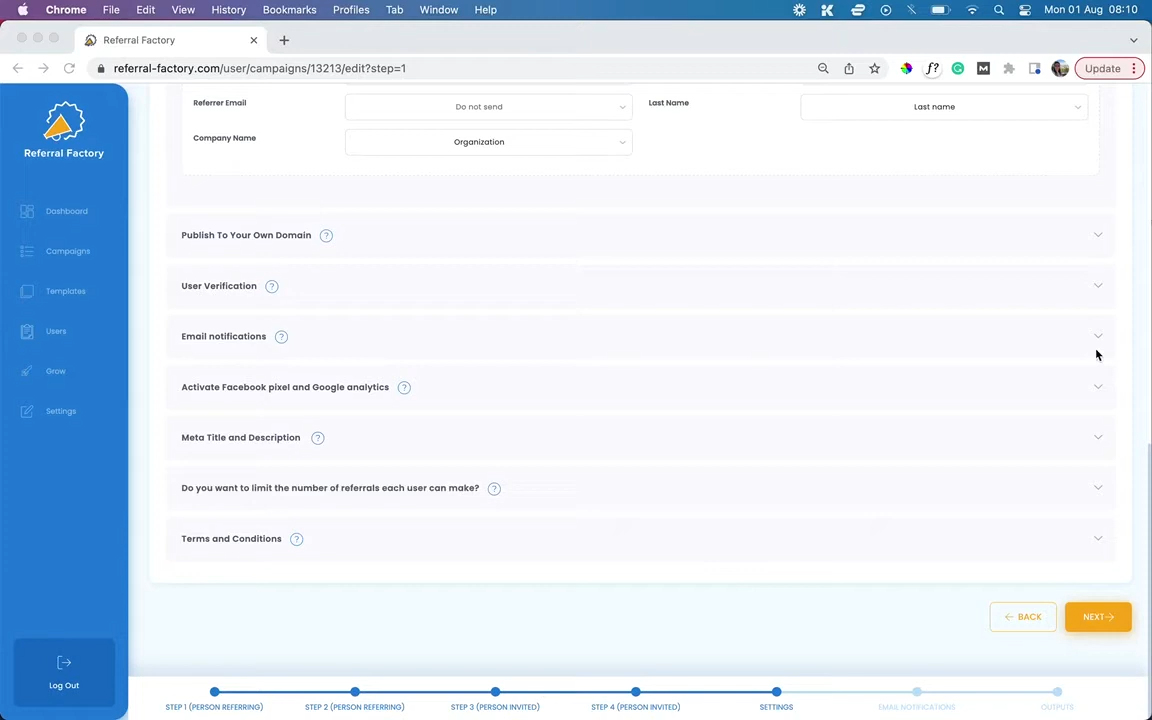 Chrome File Edit View History Bookmarks Profiles Tab Window Help Mon 01 Aug 08:10
Referral Factory
referral-factory.com/user/campaigns/13213/edit?step=1 Update
Referral Factory
Dashboard
Campaigns
Templates
Users
Grow
Settings
Log Out
Referrer Email Do not send Last Name Last name
Company Name Organization
Publish To Your Own Domain ?
User Verification ?
Email notifications ?
Activate Facebook pixel and Google analytics ?
Meta Title and Description ?
Do you want to limit the number of referrals each user can make? ?
Terms and Conditions ?
BACK NEXT
STEP 1 (PERSON REFERRING) STEP 2 (PERSON REFERRING) STEP 3 (PERSON INVITED) STEP 4 (PERSON INVITED) SETTINGS EMAIL NOTIFICATIONS OUTPUTS